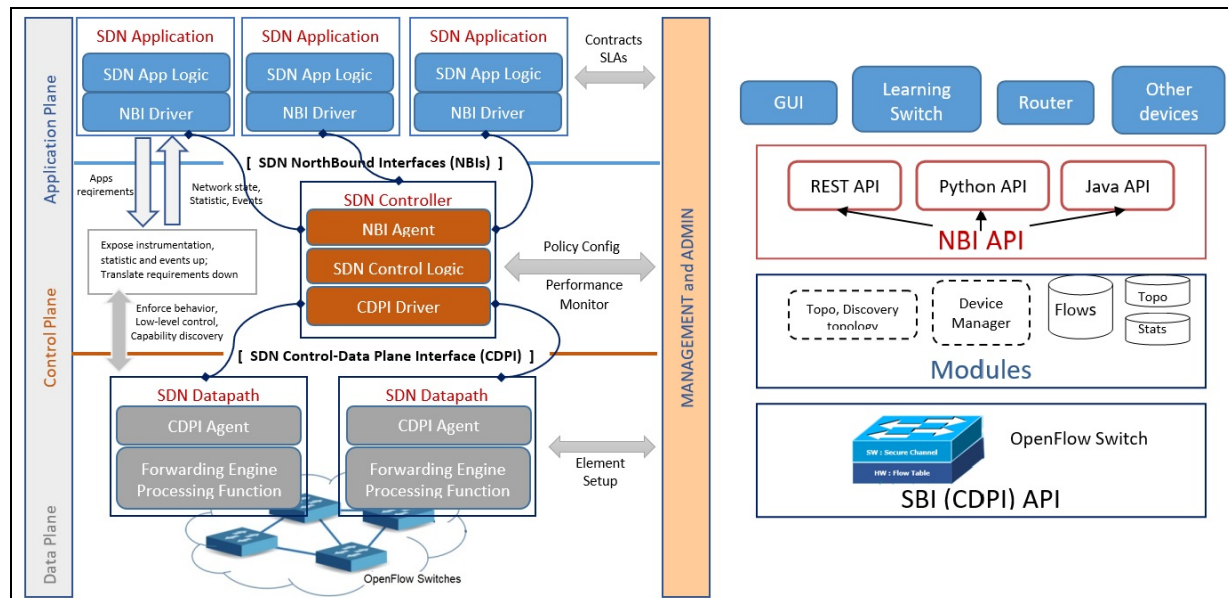 Application Plane
Control Plane
Data Plane
SDN Application
SDN App Logic
NBI Driver
SDN Application
SDN App Logic
NBI Driver
SDN Application
SDN App Logic
NBI Driver
Contracts
SLAs
[ SDN NorthBound Interfaces (NBIs) ]
Apps
reqirements
Network state,
Statistic, Events
Expose instrumentation,
statistic and events up;
Translate requirements down
SDN Controller
NBI Agent
SDN Control Logic
CDPI Driver
Policy Config
Performance
Monitor
Enforce behavior,
Low-level control,
Capability discovery
[ SDN Control-Data Plane Interface (CDPI) ]
SDN Datapath
CDPI Agent
Forwarding Engine
Processing Function
SDN Datapath
CDPI Agent
Forwarding Engine
Processing Function
Element
Setup
OpenFlow Switches
MANAGEMENT and ADMIN
GUI
Learning
Switch
Router
Other
devices
REST API
Python API
Java API
NBI API
Topo, Discovery
topology
Device
Manager
Flows
Topo
Stats
Modules
SW : Secure Channel
HW : Flow Table
OpenFlow Switch
SBI (CDPI) API